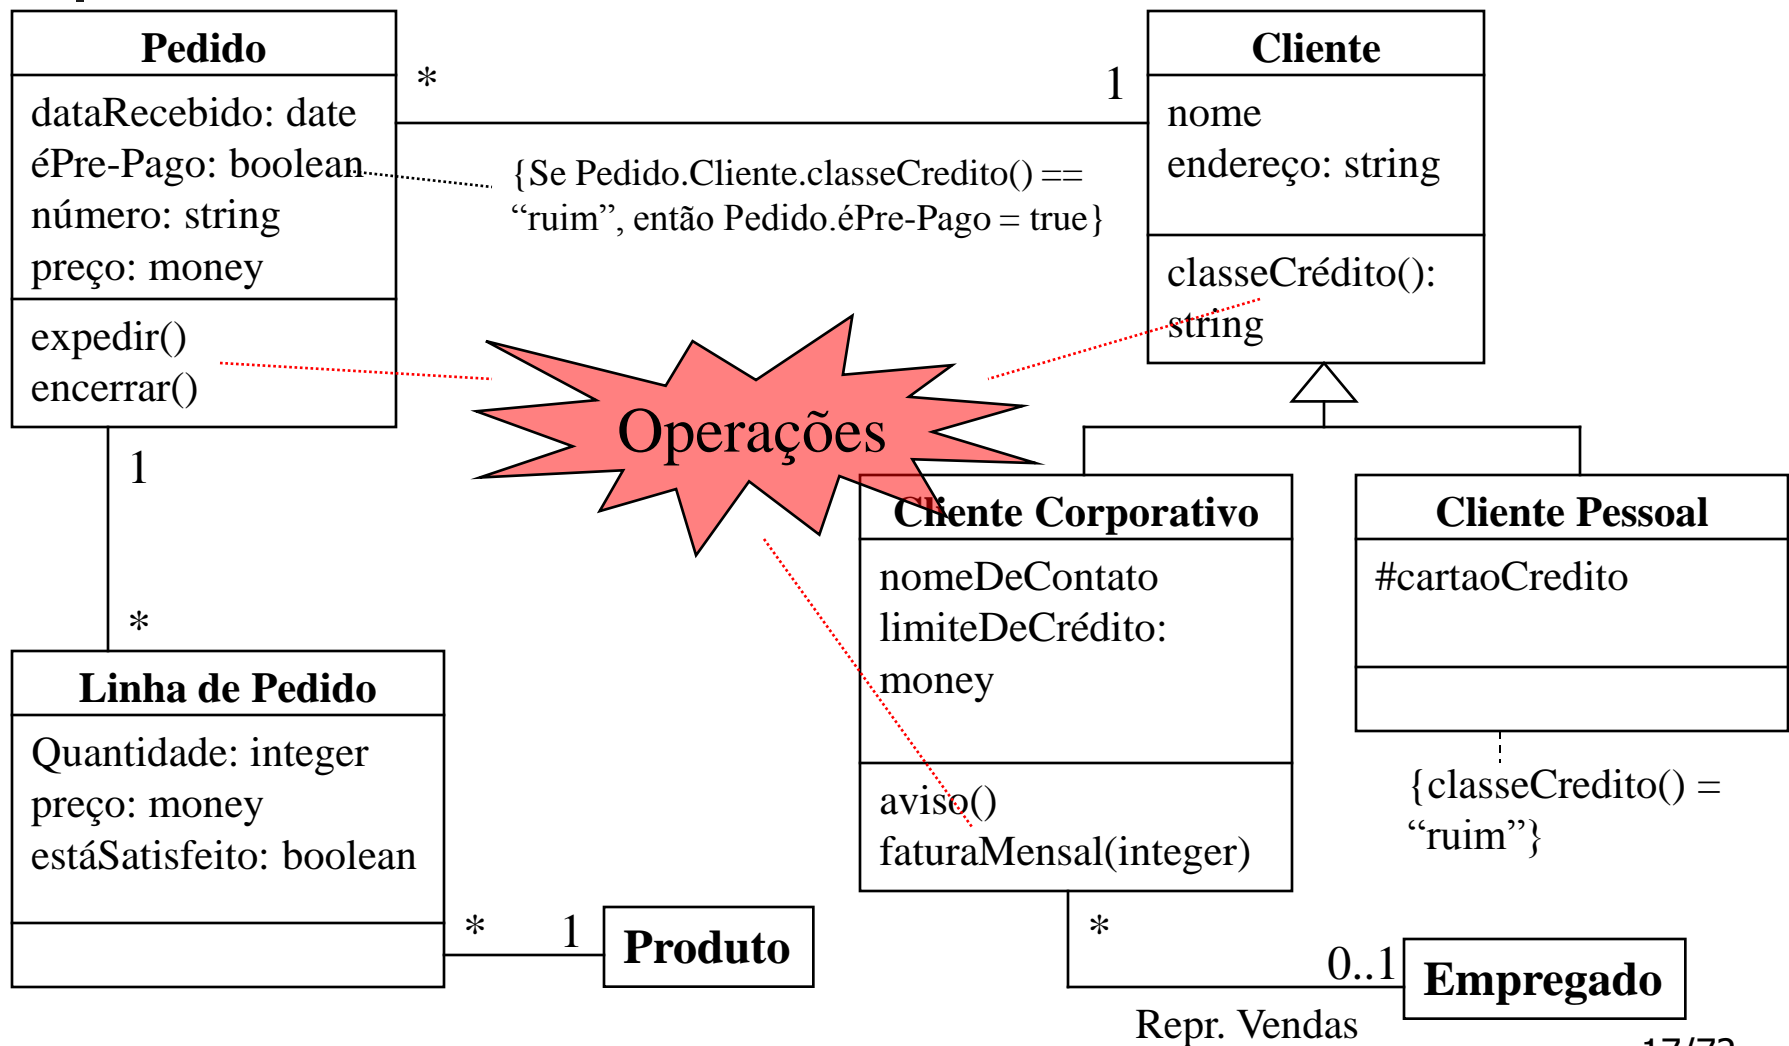 Pedido
dataRecebido: date
éPre-Pago: boolean
número: string
preço: money
expedir()
encerrar()
*
1
{Se Pedido.Cliente.classeCredito() ==
“ruim”, então Pedido.éPre-Pago = true}
Cliente
nome
endereço: string
classeCrédito():
string
Operações
1
*
Cliente Corporativo
nomeDeContato
limiteDeCrédito:
money
aviso()
faturaMensal(integer)
Cliente Pessoal
#cartaoCredito
{classeCredito() =
“ruim”}
Linha de Pedido
Quantidade: integer
preço: money
estáSatisfeito: boolean
*
1
Produto
*
0..1
Empregado
Repr. Vendas
17/72